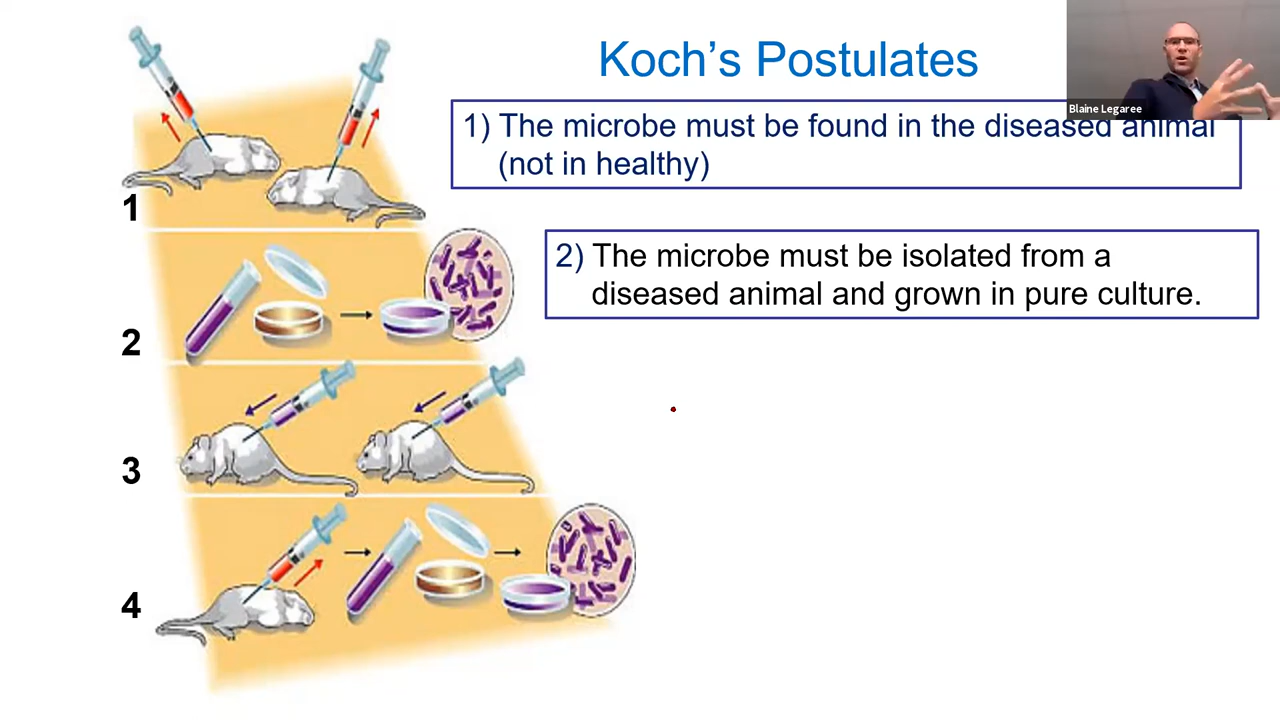 Koch's Postulates
Blaine Legaree
1) The microbe must be found in the diseased animal
(not in healthy)
1
2) The microbe must be isolated from a
diseased animal and grown in pure culture.
2
3
4